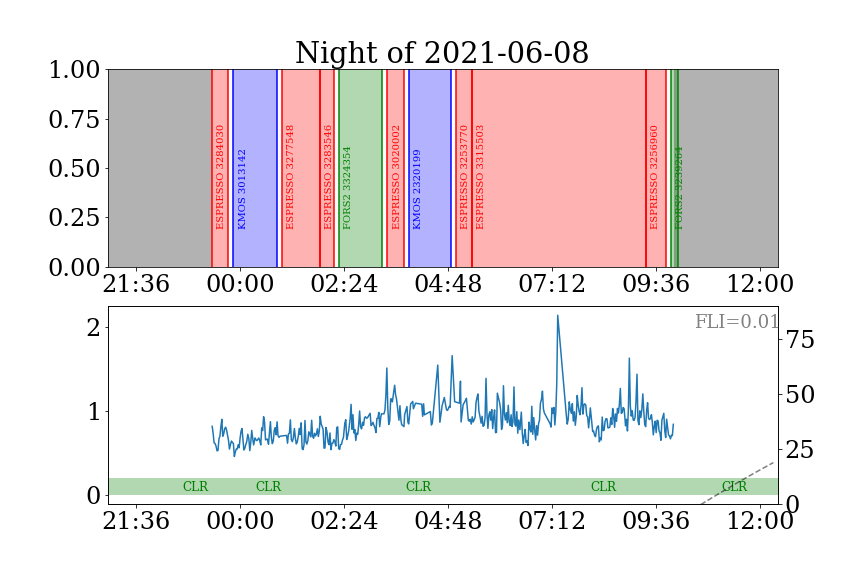 Night of 2021-06-08
1.00
0.75
0.50
0.25
0.00
ESPRESSO 3284030
KMOS 3013142
ESPRESSO 3277548
ESPRESSO 3283546
FORS2 3324354
ESPRESSO 3020002
KMOS 2320199
ESPRESSO 3253770
ESPRESSO 3315503
ESPRESSO 3256960
FORS2 3239264
21:36 00:00 02:24 04:48 07:12 09:36 12:00
FLI=0.01
2
1
0
75
50
25
0
CLR CLR CLR CLR CLR
21:36 00:00 02:24 04:48 07:12 09:36 12:00